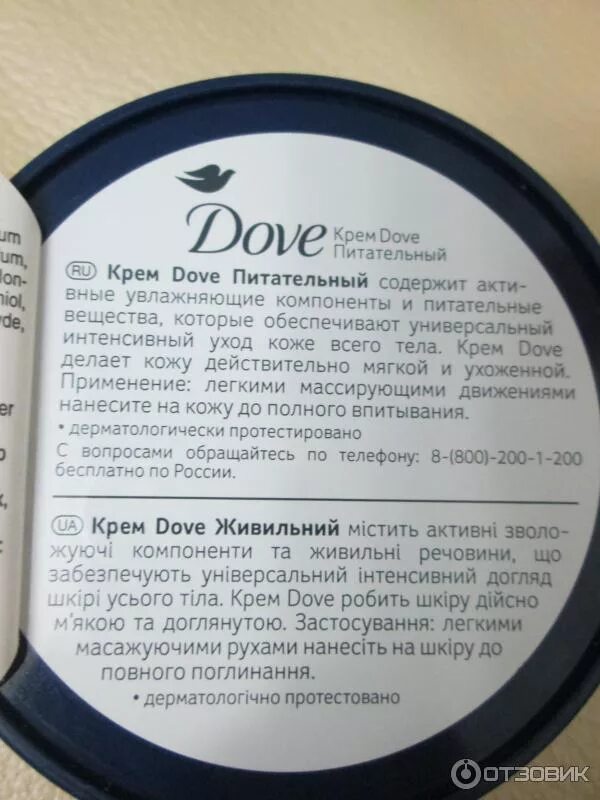 Dove
Крем Dove
Питательный
RU Крем Dove Питательный содержит акти-
вные увлажняющие компоненты и питательные
вещества, которые обеспечивают универсальный
интенсивный уход коже всего тела. Крем Dove
делает кожу действительно мягкой и ухоженной.
Применение: легкими массирующими движениями
нанесите на кожу до полного впитывания.
• дерматологически протестировано
С вопросами обращайтесь по телефону: 8-(800)-200-1-200
бесплатно по России.
UA Крем Dove Живильний містить активні зволо-
жуючі компоненти та живильні речовини, що
забезпечують універсальний інтенсивний догляд
шкірі усього тіла. Крем Dove робить шкіру дійсно
м'якою та доглянутою. Застосування: легкими
масажуючими рухами нанесіть на шкіру до
повного поглинання.
• дерматологічно протестовано
ОТЗОВИК